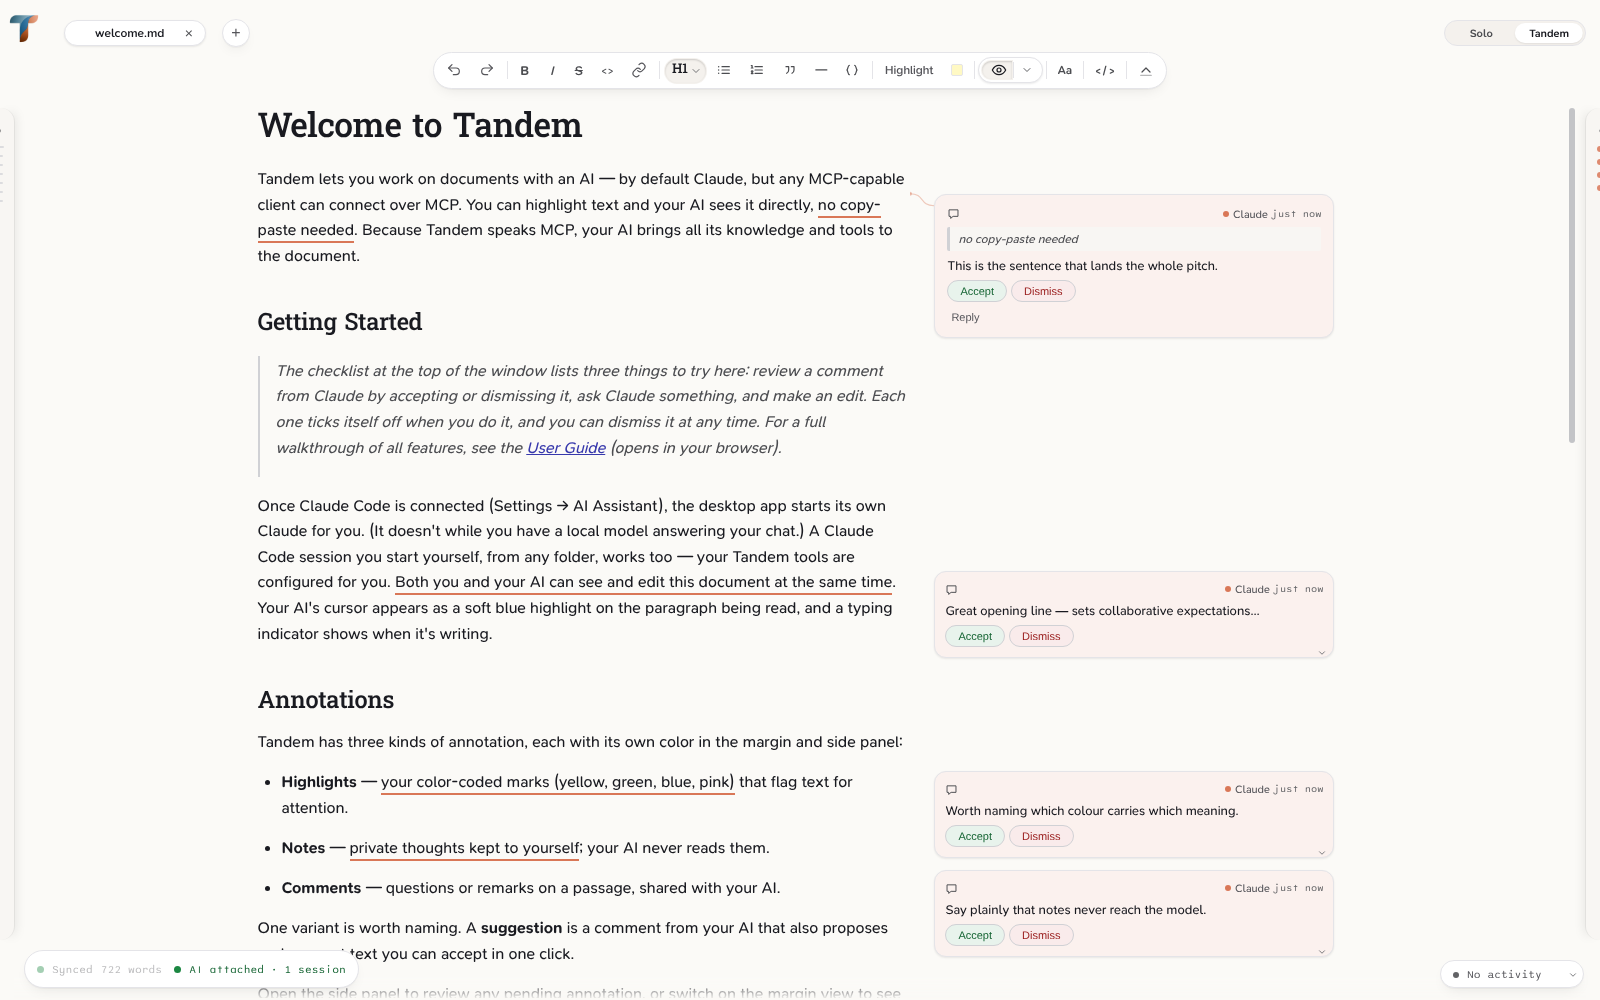 welcome.md
Solo
Tandem
B I S <> H1 Highlight Aa </>
Welcome to Tandem
Tandem lets you work on documents with an AI — by default Claude, but any MCP-capable
client can connect over MCP. You can highlight text and your AI sees it directly, no copy-
paste needed. Because Tandem speaks MCP, your AI brings all its knowledge and tools to
the document.
Claude just now
no copy-paste needed
This is the sentence that lands the whole pitch.
Accept Dismiss
Reply
Getting Started
The checklist at the top of the window lists three things to try here: review a comment
from Claude by accepting or dismissing it, ask Claude something, and make an edit. Each
one ticks itself off when you do it, and you can dismiss it at any time. For a full
walkthrough of all features, see the User Guide (opens in your browser).
Once Claude Code is connected (Settings → AI Assistant), the desktop app starts its own
Claude for you. (It doesn't while you have a local model answering your chat.) A Claude
Code session you start yourself, from any folder, works too — your Tandem tools are
configured for you. Both you and your AI can see and edit this document at the same time.
Your AI's cursor appears as a soft blue highlight on the paragraph being read, and a typing
indicator shows when it's writing.
Claude just now
Great opening line — sets collaborative expectations…
Accept Dismiss
Annotations
Tandem has three kinds of annotation, each with its own color in the margin and side panel:
• Highlights — your color-coded marks (yellow, green, blue, pink) that flag text for
attention.
• Notes — private thoughts kept to yourself; your AI never reads them.
• Comments — questions or remarks on a passage, shared with your AI.
Claude just now
Worth naming which colour carries which meaning.
Accept Dismiss
Claude just now
Say plainly that notes never reach the model.
Accept Dismiss
One variant is worth naming. A suggestion is a comment from your AI that also proposes
text you can accept in one click.
Open the side panel to review any pending annotation, or switch on the margin view to see
Synced 722 words AI attached · 1 session
No activity